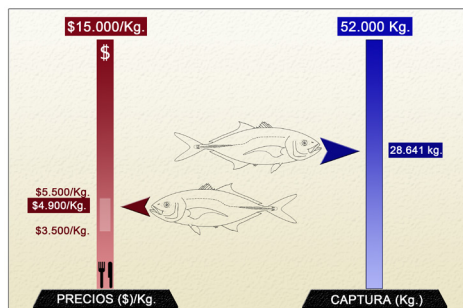 $15.000/Kg.
52.000 Kg.
$
28.641 kg.
$5.500/Kg.
$4.900/Kg.
$3.500/Kg.
PRECIOS ($)/Kg.
CAPTURA (Kg.)